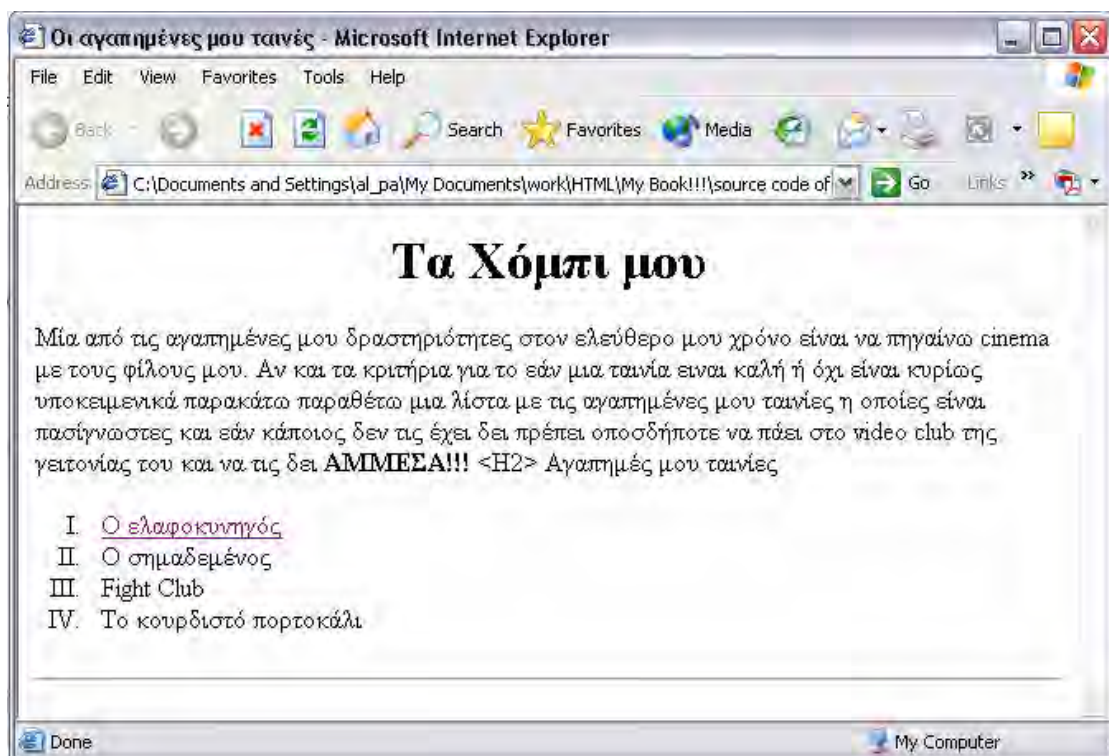 Οι αγαπημένες μου ταινές - Microsoft Internet Explorer
File Edit View Favorites Tools Help
Back Search Favorites Media
Address C:\Documents and Settings\al_pa\My Documents\work\HTML\My Book!!!\source code of Go Links »
Τα Χόμπι μου
Μία από τις αγαπημένες μου δραστηριότητες στον ελεύθερο μου χρόνο είναι να πηγαίνω cinema
με τους φίλους μου. Αν και τα κριτήρια για το εάν μια ταινία ειναι καλή ή όχι είναι κυρίως
υποκειμενικά παρακάτω παραθέτω μια λίστα με τις αγαπημένες μου ταινίες η οποίες είναι
πασίγνωστες και εάν κάποιος δεν τις έχει δει πρέπει οποσδήποτε να πάει στο video club της
γειτονίας του και να τις δει ΑΜΜΕΣΑ!!! <H2> Αγαπημές μου ταινίες
I. Ο ελαφοκυνηγός
II. Ο σημαδεμένος
III. Fight Club
IV. Το κουρδιστό πορτοκάλι
Done My Computer